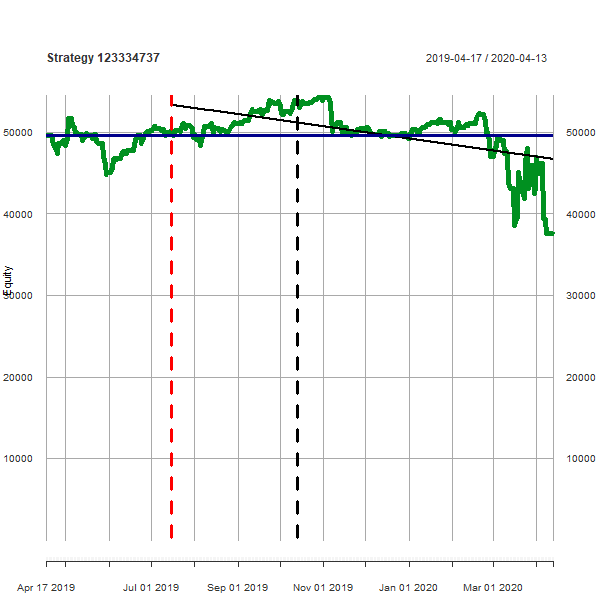 Strategy 123334737
2019-04-17 / 2020-04-13
50000
50000
40000
40000
Equity
30000
30000
20000
20000
10000
10000
Apr 17 2019
Jul 01 2019
Sep 01 2019
Nov 01 2019
Jan 01 2020
Mar 01 2020